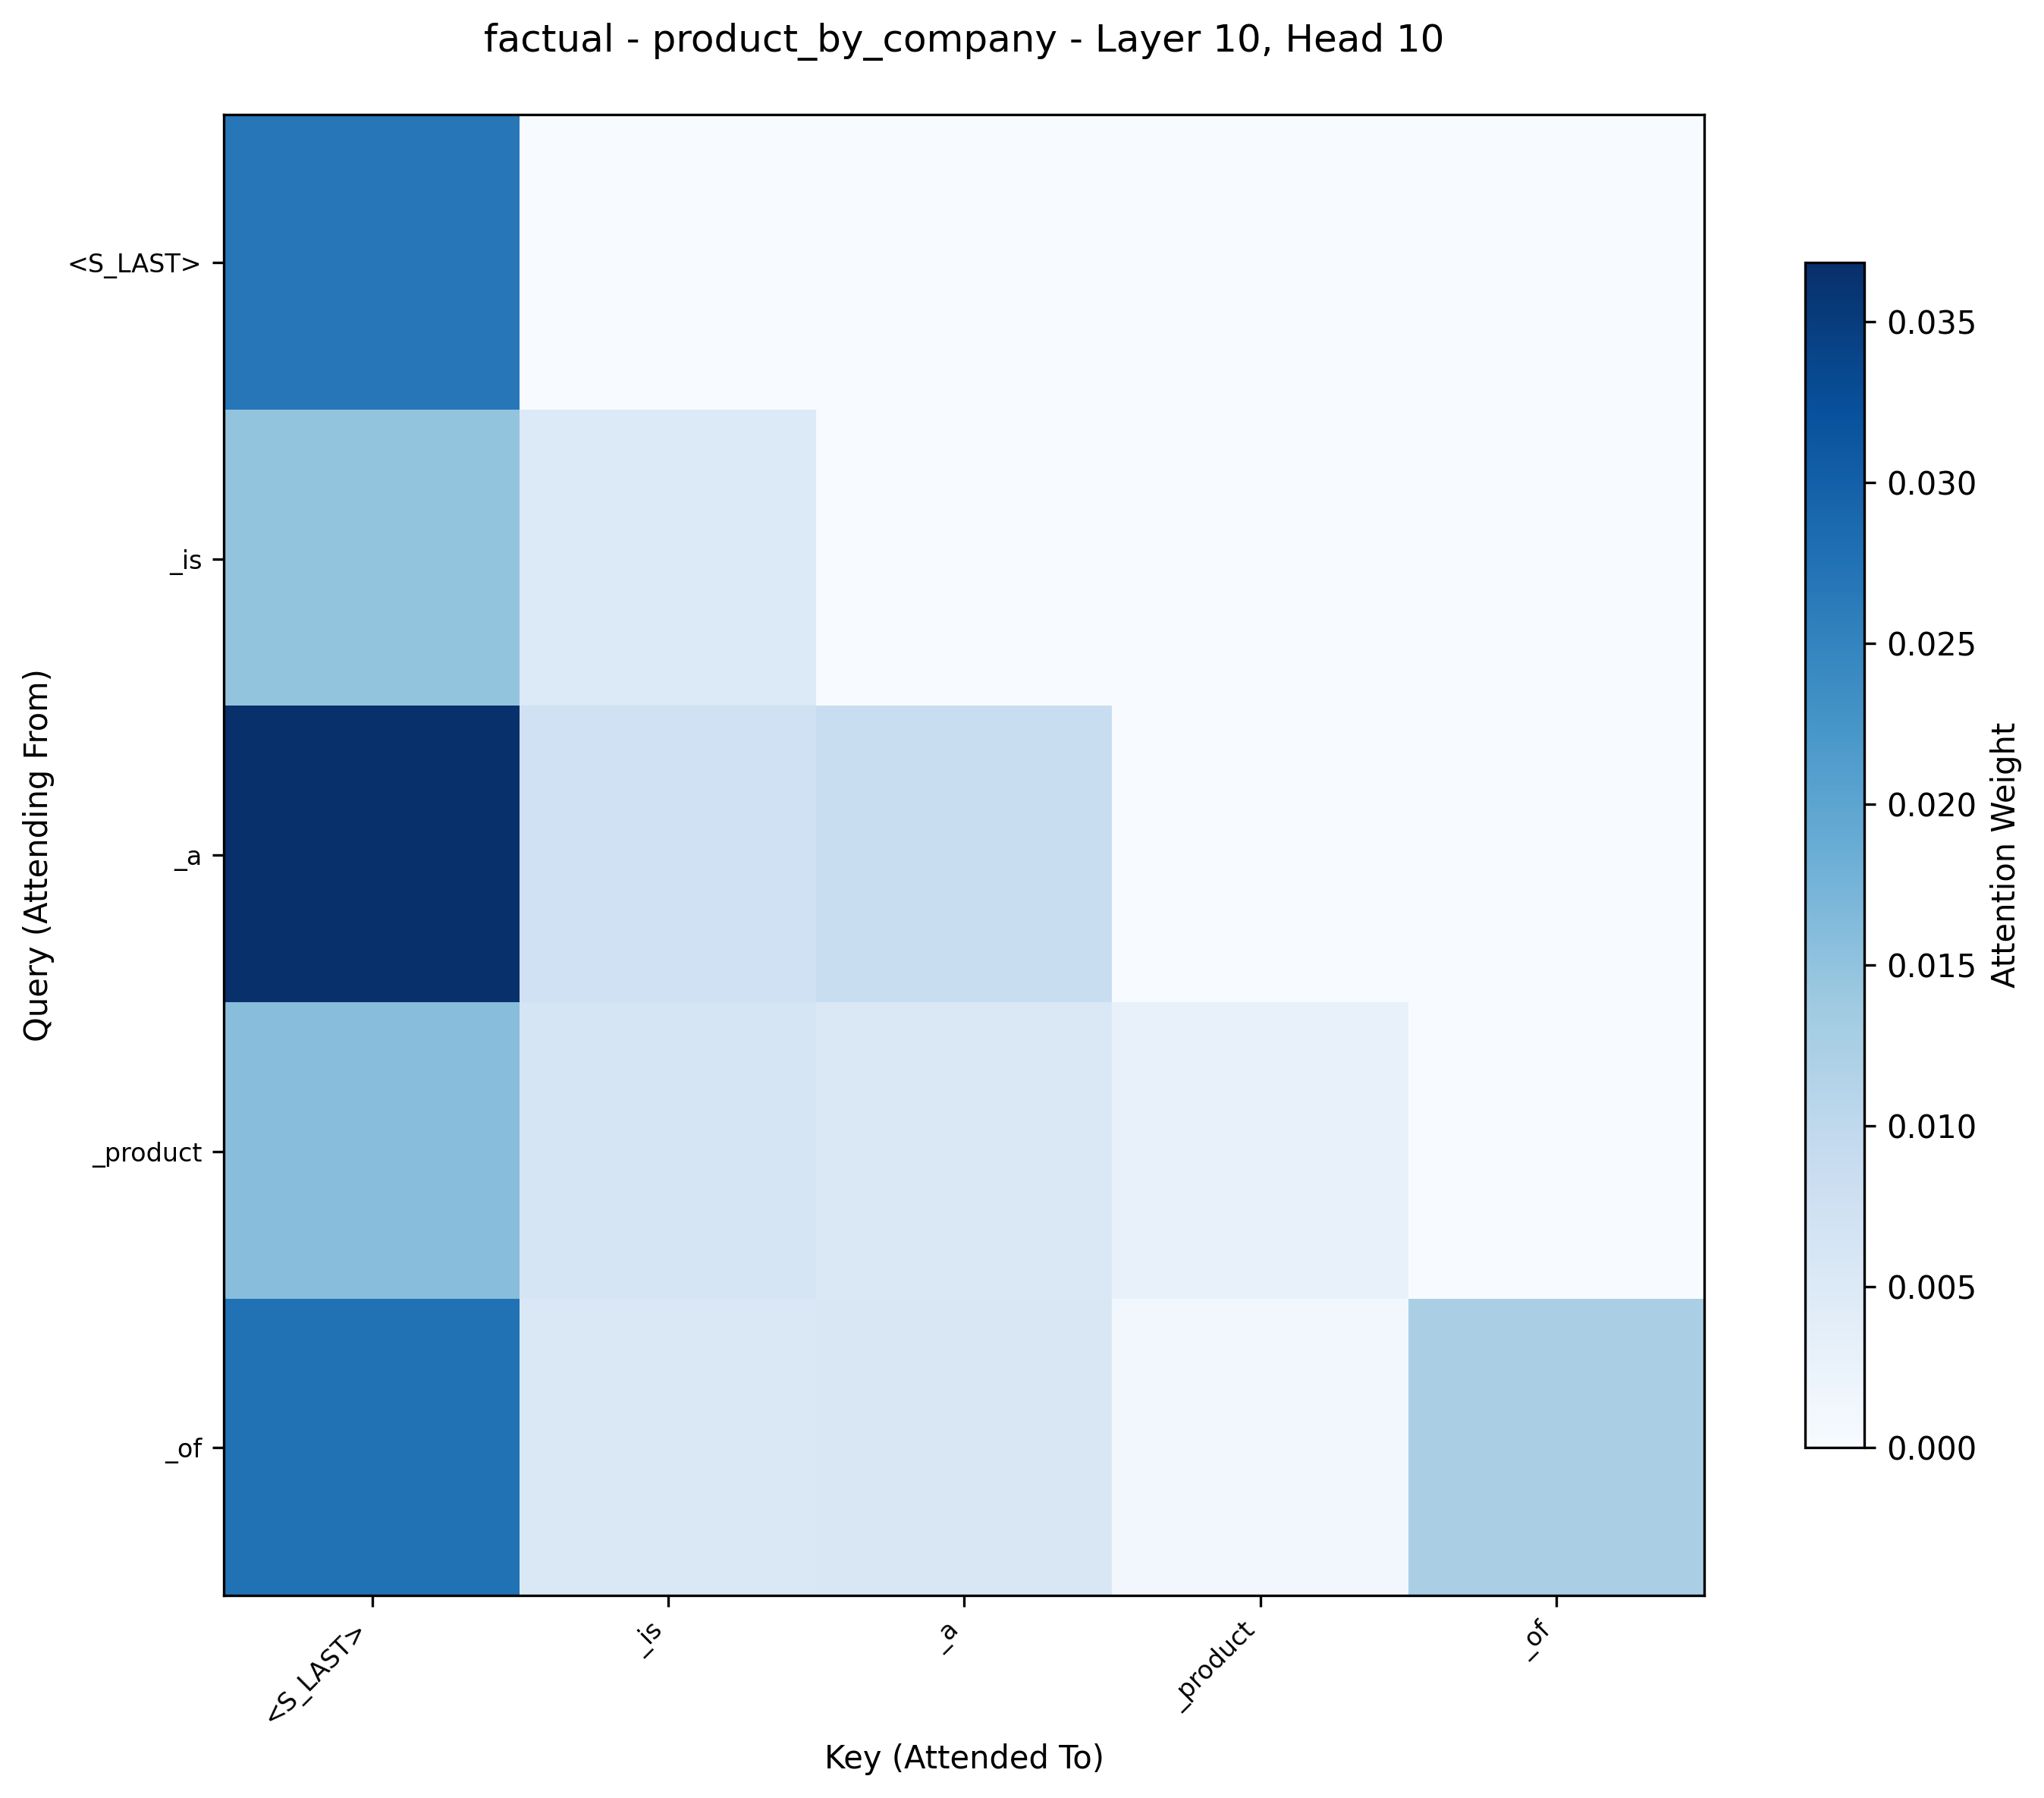 factual - product_by_company - Layer 10, Head 10
Query (Attending From)
<S_LAST>
_is
_a
_product
_of
<S_LAST>
_is
_a
_product
_of
Key (Attended To)
0.035
0.030
0.025
0.020
0.015
0.010
0.005
0.000
Attention Weight